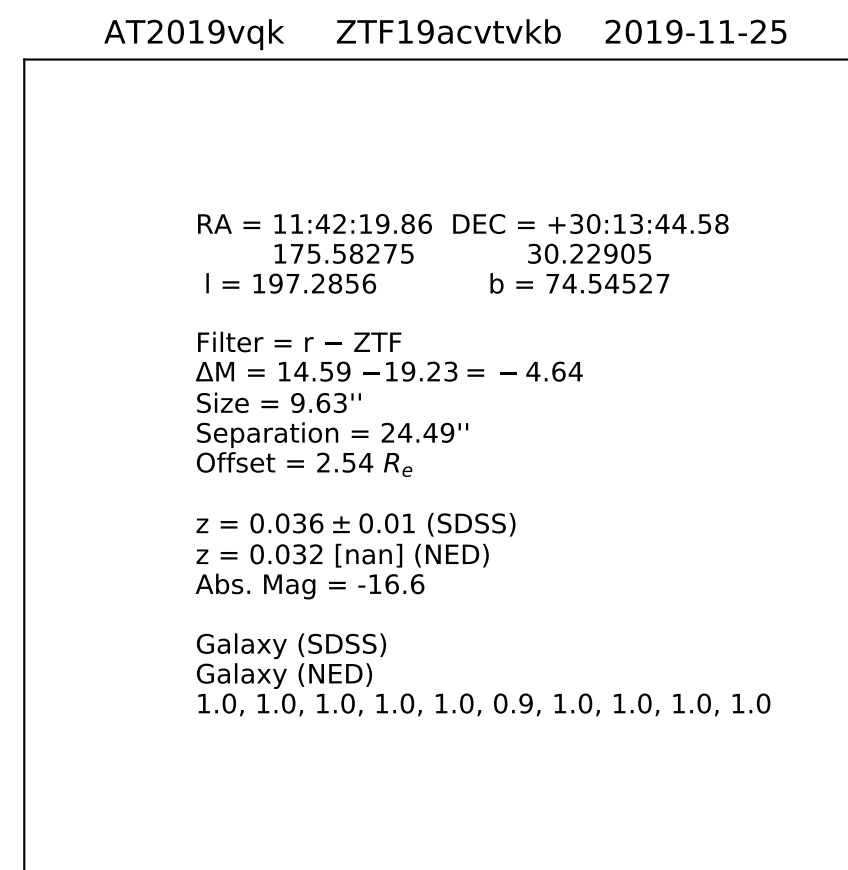 AT2019vqk ZTF19acvtvkb 2019-11-25
RA = 11:42:19.86 DEC = +30:13:44.58
175.58275 30.22905
l = 197.2856 b = 74.54527
Filter = r − ZTF
ΔM = 14.59 −19.23 = − 4.64
Size = 9.63''
Separation = 24.49''
Offset = 2.54 Rₑ
z = 0.036 ± 0.01 (SDSS)
z = 0.032 [nan] (NED)
Abs. Mag = -16.6
Galaxy (SDSS)
Galaxy (NED)
1.0, 1.0, 1.0, 1.0, 1.0, 0.9, 1.0, 1.0, 1.0, 1.0